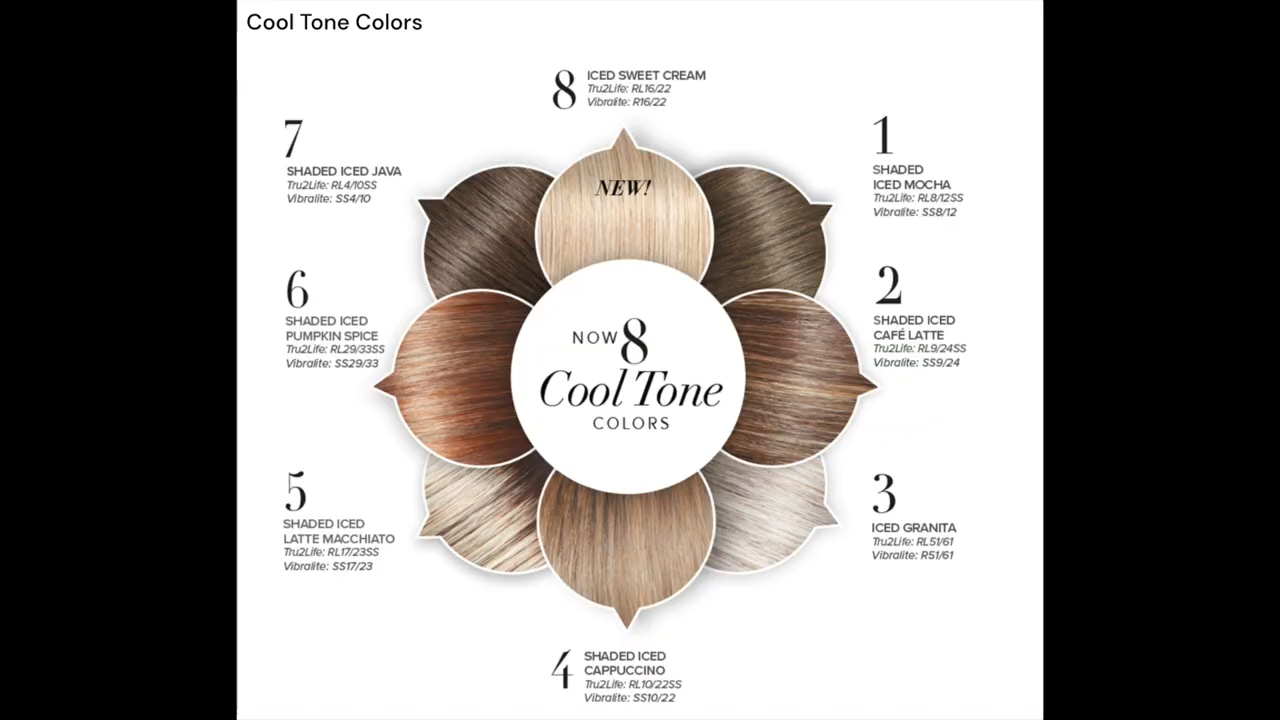 Cool Tone Colors
8
ICED SWEET CREAM
Tru2Life: RL16/22
Vibralite: R16/22
7
SHADED ICED JAVA
Tru2Life: RL4/10SS
Vibralite: SS4/10
1
SHADED
ICED MOCHA
Tru2Life: RL8/12SS
Vibralite: SS8/12
NEW!
6
SHADED ICED
PUMPKIN SPICE
Tru2Life: RL29/33SS
Vibralite: SS29/33
NOW 8
Cool Tone
COLORS
2
SHADED ICED
CAFÉ LATTE
Tru2Life: RL9/24SS
Vibralite: SS9/24
5
SHADED ICED
LATTE MACCHIATO
Tru2Life: RL17/23SS
Vibralite: SS17/23
3
ICED GRANITA
Tru2Life: RL51/61
Vibralite: R51/61
4
SHADED ICED
CAPPUCCINO
Tru2Life: RL10/22SS
Vibralite: SS10/22